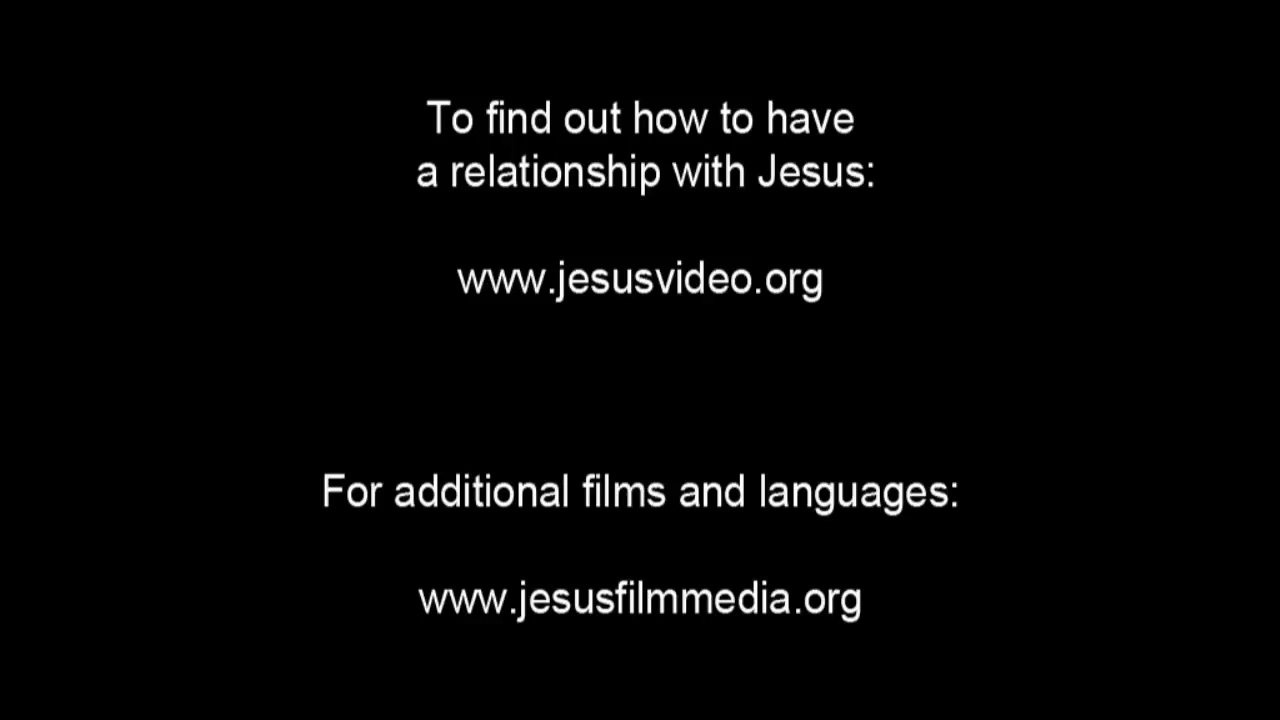 To find out how to have
a relationship with Jesus:
www.jesusvideo.org
For additional films and languages:
www.jesusfilmmedia.org